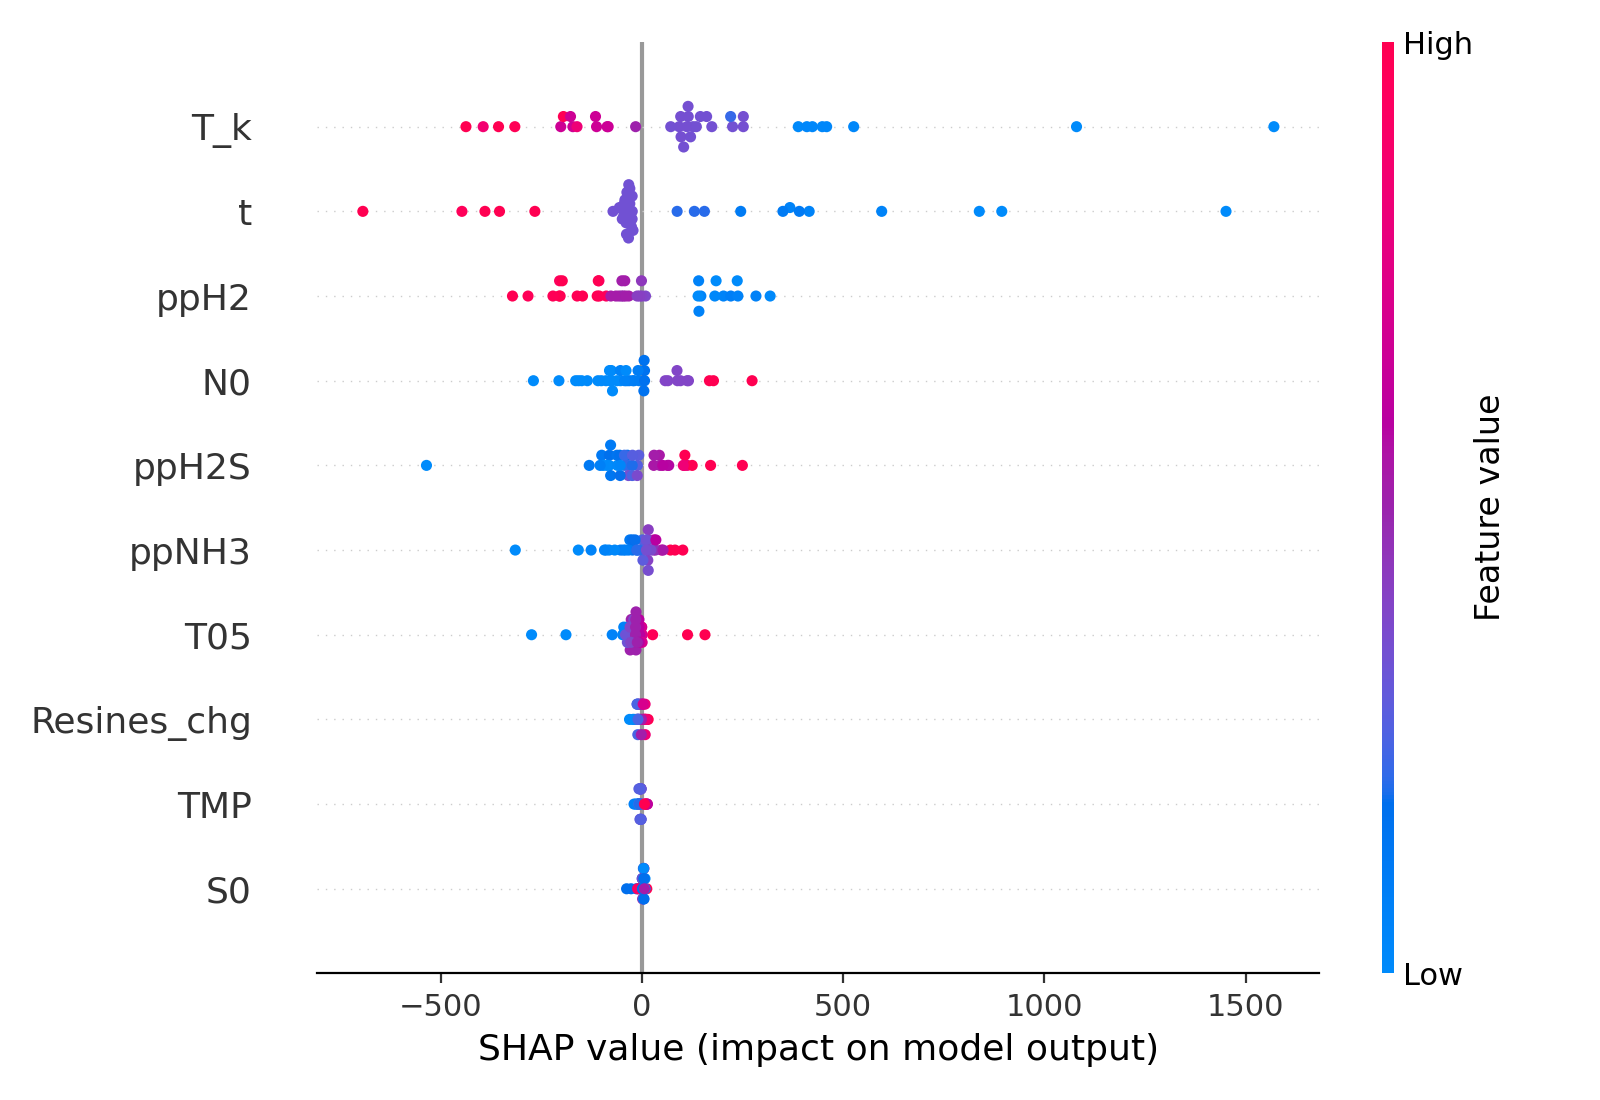 High
T_k
t
ppH2
N0
ppH2S
ppNH3
T05
Resines_chg
TMP
S0
Feature value
Low
−500
0
500
1000
1500
SHAP value (impact on model output)